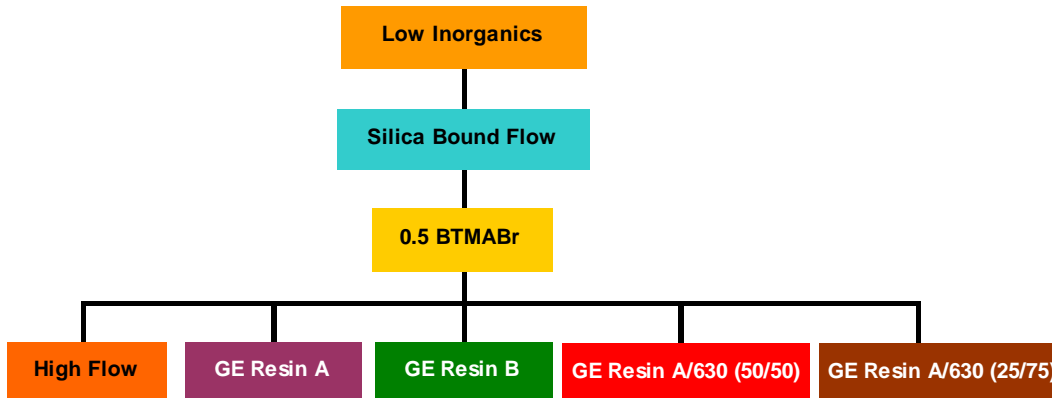 Low Inorganics
Silica Bound Flow
0.5 BTMABr
High Flow
GE Resin A
GE Resin B
GE Resin A/630 (50/50)
GE Resin A/630 (25/75)